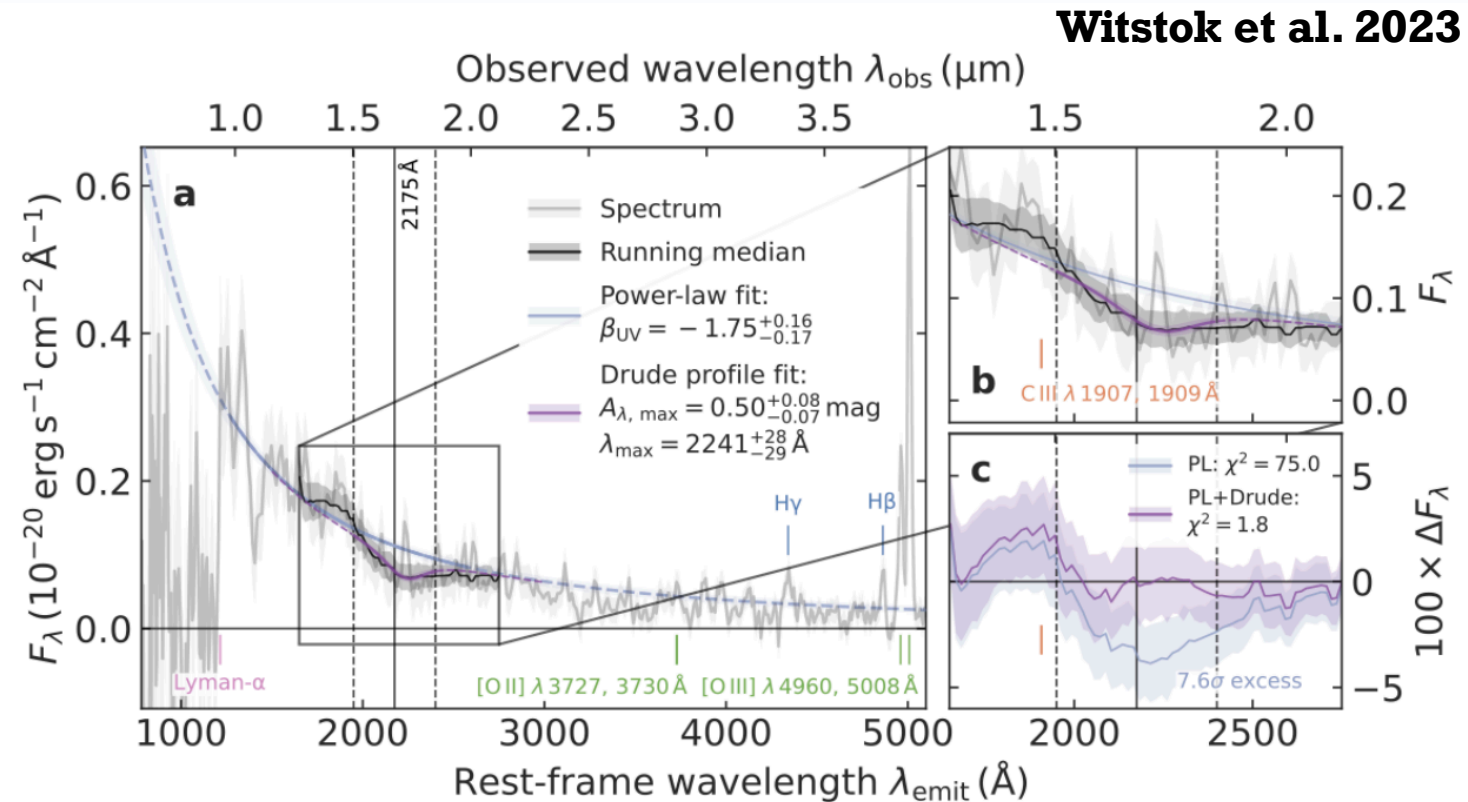 Witstok et al. 2023
Observed wavelength λobs (μm)
1.0 1.5 2.0 2.5 3.0 3.5
1.5 2.0
a
2175 Å
Spectrum
Running median
Power-law fit:
βUV = −1.75+0.16−0.17
Drude profile fit:
Aλ, max = 0.50+0.08−0.07 mag
λmax = 2241+28−29 Å
Hγ
Hβ
Lyman-α
[O II] λ 3727, 3730 Å
[O III] λ 4960, 5008 Å
0.6
0.4
0.2
0.0
Fλ (10−20 erg s−1 cm−2 Å−1)
b
C III λ 1907, 1909 Å
0.2
0.1
0.0
Fλ
c
PL: χ2 = 75.0
PL+Drude:
χ2 = 1.8
7.6σ excess
5
0
−5
100 × ΔFλ
1000 2000 3000 4000 5000
2000 2500
Rest-frame wavelength λemit (Å)